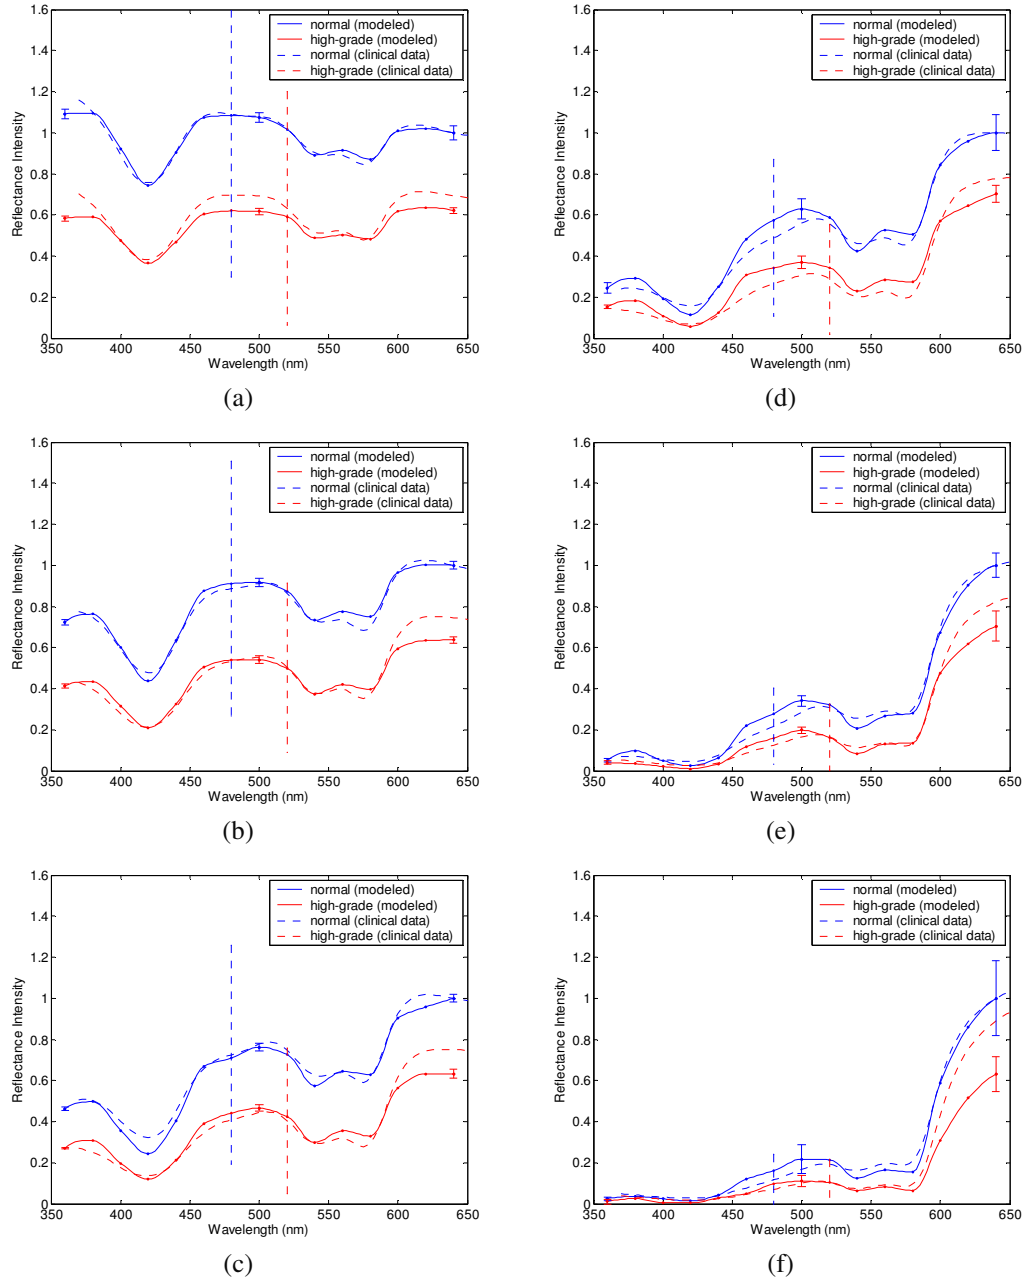 1.6
1.4
1.2
1
0.8
0.6
0.4
0.2
0
350 400 450 500 550 600 650
Reflectance Intensity
Wavelength (nm)
normal (modeled)
high-grade (modeled)
normal (clinical data)
high-grade (clinical data)
(a)
1.6
1.4
1.2
1
0.8
0.6
0.4
0.2
0
350 400 450 500 550 600 650
Reflectance Intensity
Wavelength (nm)
normal (modeled)
high-grade (modeled)
normal (clinical data)
high-grade (clinical data)
(d)
1.6
1.4
1.2
1
0.8
0.6
0.4
0.2
0
350 400 450 500 550 600 650
Reflectance Intensity
Wavelength (nm)
normal (modeled)
high-grade (modeled)
normal (clinical data)
high-grade (clinical data)
(b)
1.6
1.4
1.2
1
0.8
0.6
0.4
0.2
0
350 400 450 500 550 600 650
Reflectance Intensity
Wavelength (nm)
normal (modeled)
high-grade (modeled)
normal (clinical data)
high-grade (clinical data)
(e)
1.6
1.4
1.2
1
0.8
0.6
0.4
0.2
0
350 400 450 500 550 600 650
Reflectance Intensity
Wavelength (nm)
normal (modeled)
high-grade (modeled)
normal (clinical data)
high-grade (clinical data)
(c)
1.6
1.4
1.2
1
0.8
0.6
0.4
0.2
0
350 400 450 500 550 600 650
Reflectance Intensity
Wavelength (nm)
normal (modeled)
high-grade (modeled)
normal (clinical data)
high-grade (clinical data)
(f)